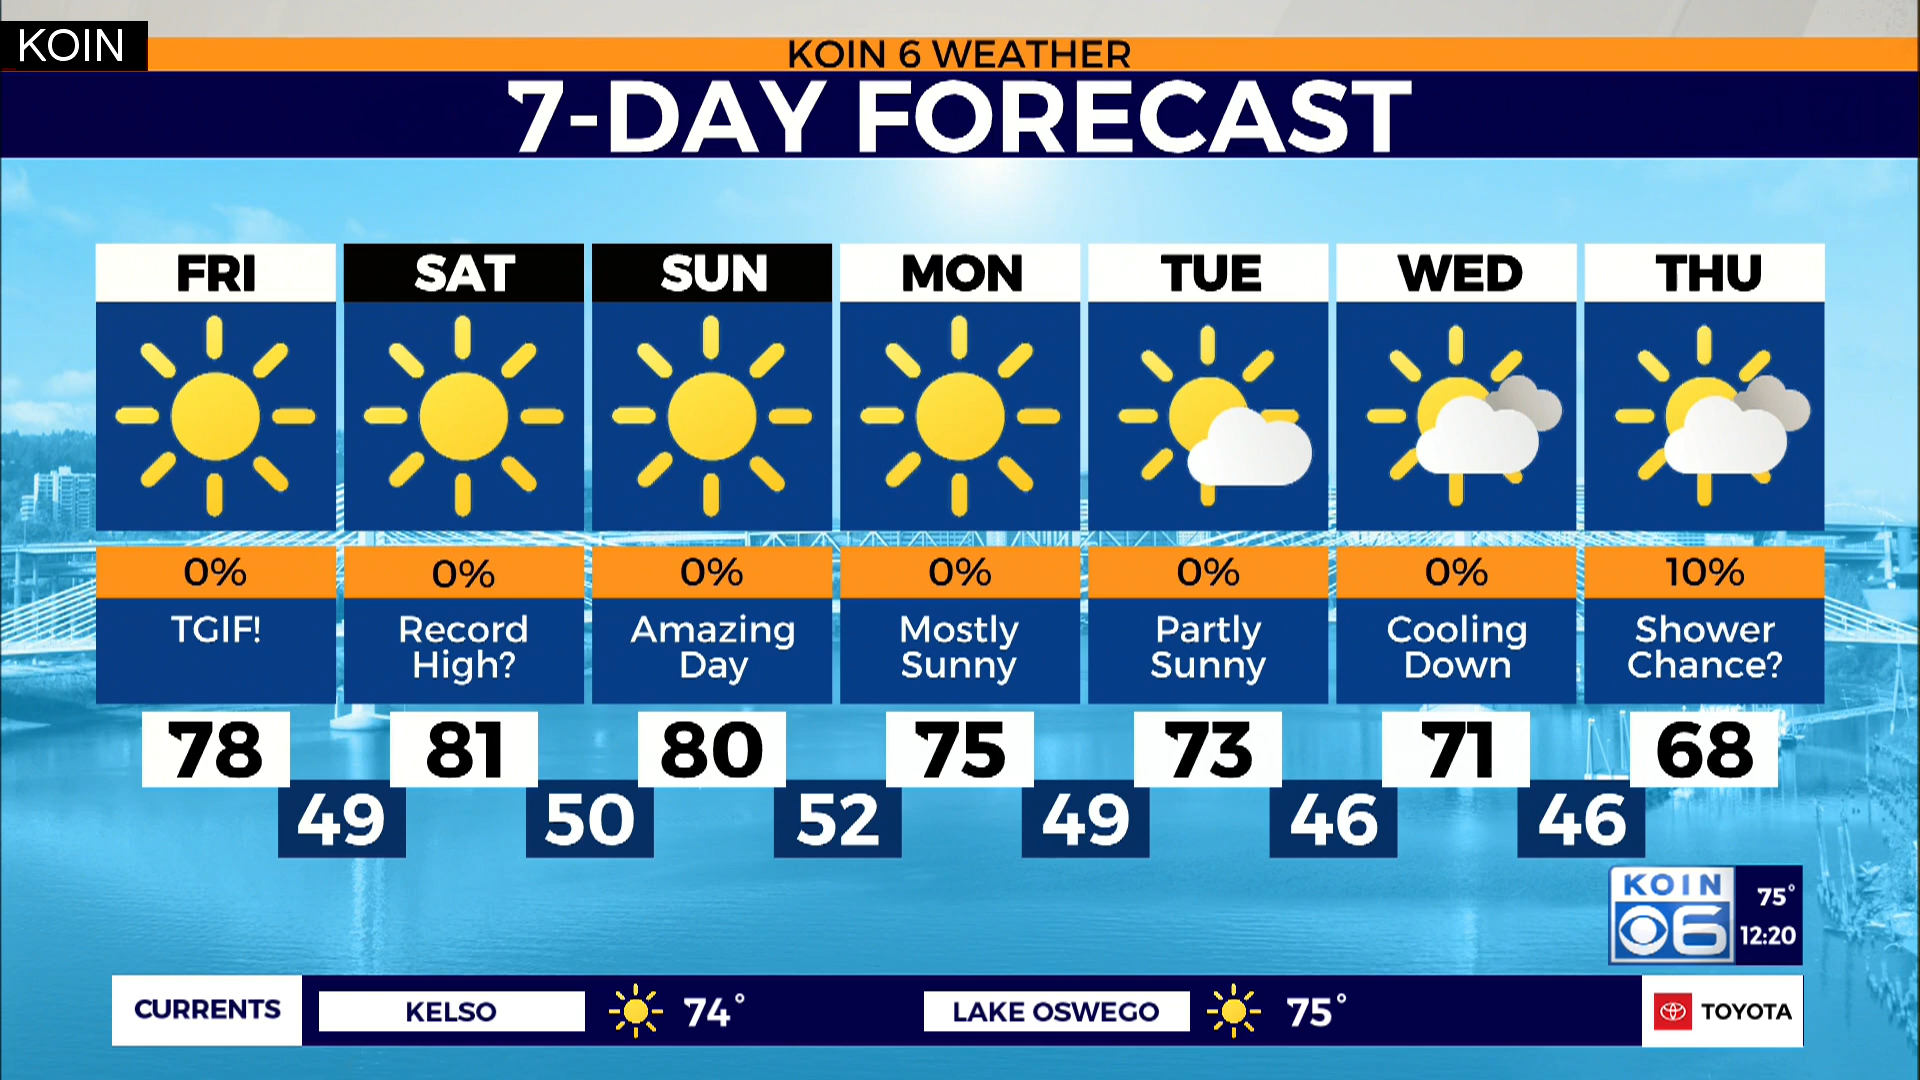 KOIN
KOIN 6 WEATHER
7-DAY FORECAST
FRI SAT SUN MON TUE WED THU
0% 0% 0% 0% 0% 0% 10%
TGIF! Record Amazing Mostly Partly Cooling Shower
High? Day Sunny Sunny Down Chance?
78 81 80 75 73 71 68
49 50 52 49 46 46
KOIN 75°
6 12:20
CURRENTS KELSO 74° LAKE OSWEGO 75° TOYOTA